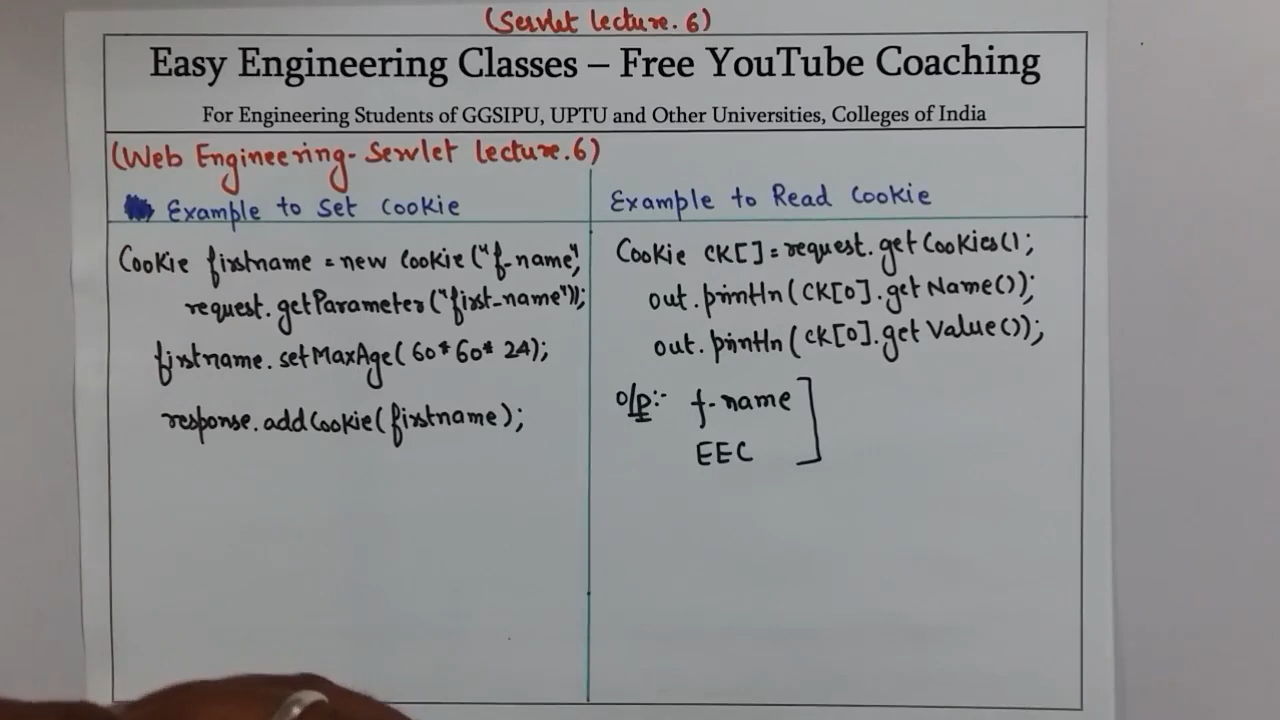 (Servlet lecture. 6)
Easy Engineering Classes – Free YouTube Coaching
For Engineering Students of GGSIPU, UPTU and Other Universities, Colleges of India
(Web Engineering- Servlet lecture. 6)
Example to Set Cookie
Cookie firstname = new Cookie("f-name",
request.getParameter("first-name"));
firstname.setMaxAge(60*60*24);
response.addCookie(firstname);
Example to Read Cookie
Cookie CK[] = request.getCookies();
out.println(CK[0].getName());
out.println(CK[0].getValue());
O/P:- f-name
EEC